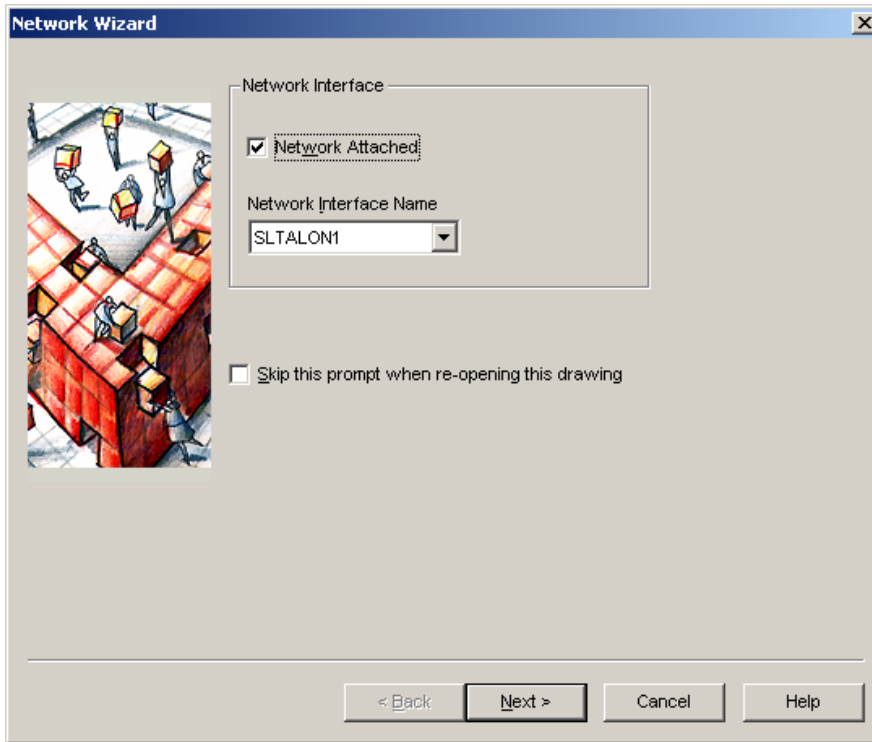 Network Wizard
Network Interface
Network Attached
Network Interface Name
SLTALON1
Skip this prompt when re-opening this drawing
< Back Next > Cancel Help